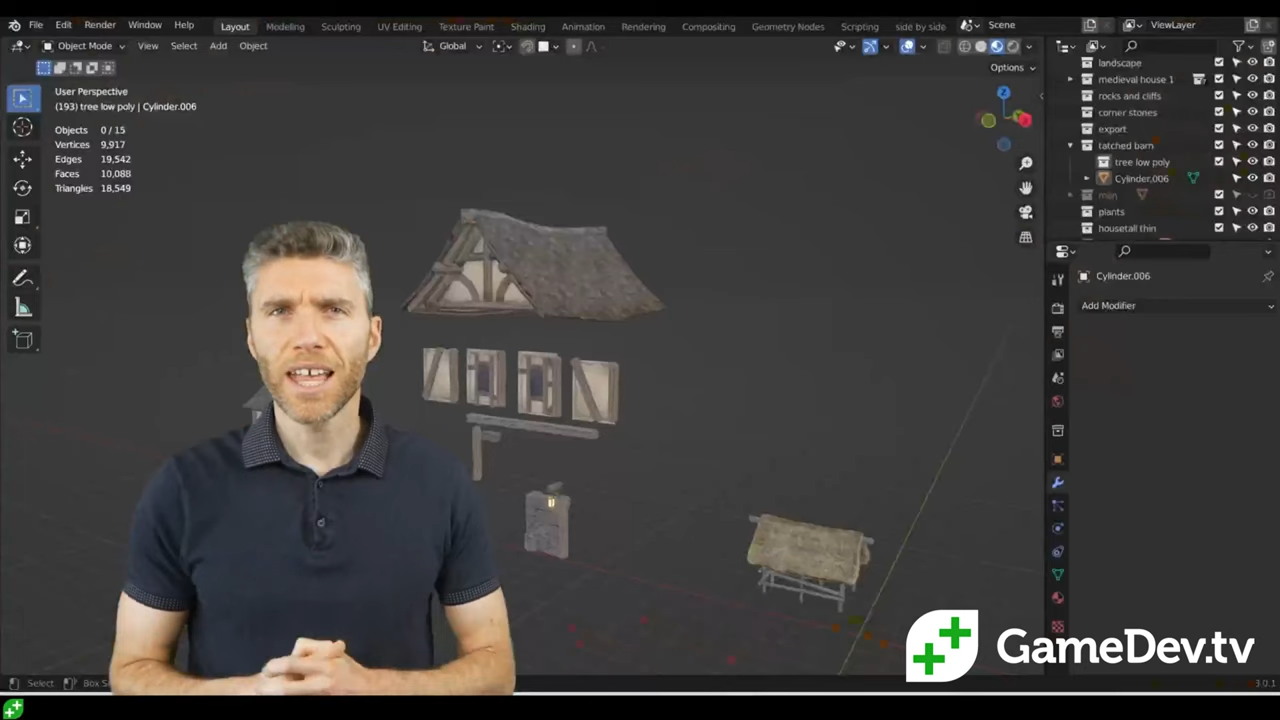 File Edit Render Window Help Layout Modeling Sculpting UV Editing Texture Paint Shading Animation Rendering Compositing Geometry Nodes Scripting side by side Scene ViewLayer
Object Mode View Select Add Object Global
Options
User Perspective
(193) tree low poly | Cylinder.006
Objects 0 / 15
Vertices 9,917
Edges 19,542
Faces 10,088
Triangles 18,549
Z
landscape
medieval house 1
rocks and cliffs
corner stones
export
tatched barn
tree low poly
Cylinder.006
plants
housetall thin
Cylinder.006
Add Modifier
GameDev.tv
Select Box
3.0.1